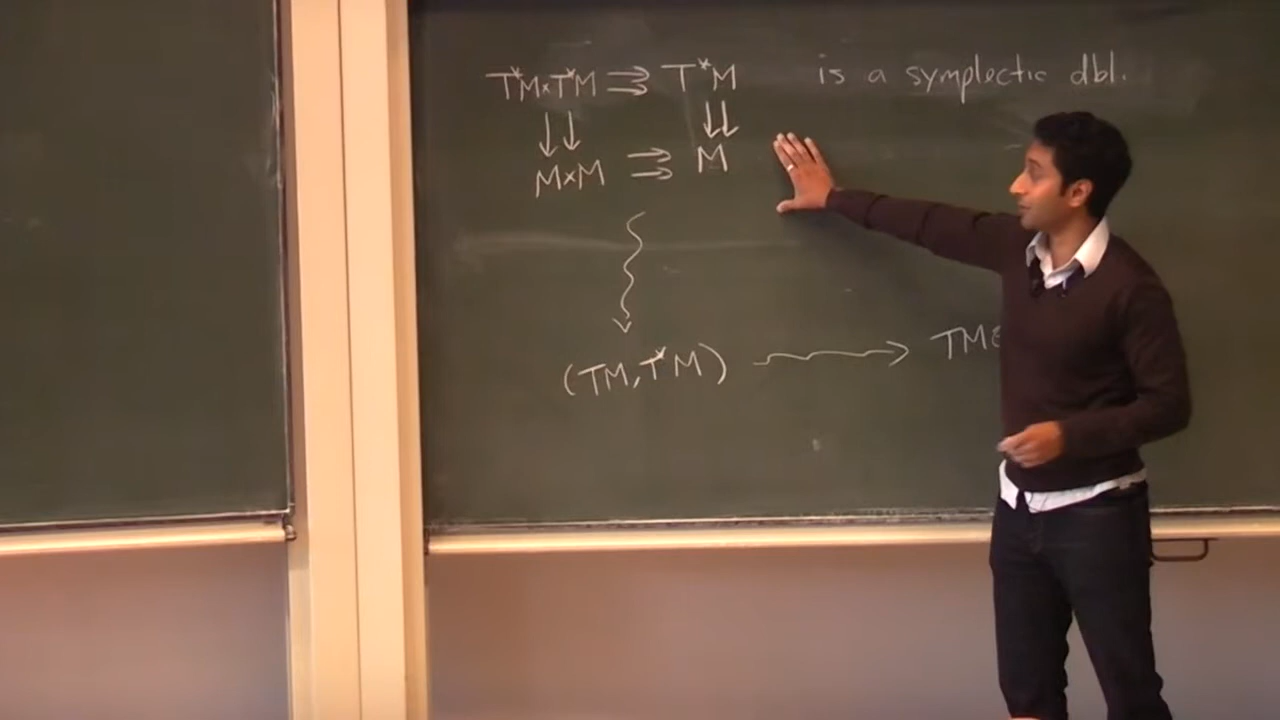 T*M×T*M ⇉ T*M is a symplectic dbl.
⇊ ⇊
M×M ⇉ M
(TM, T*M) ⟿ TM⊕